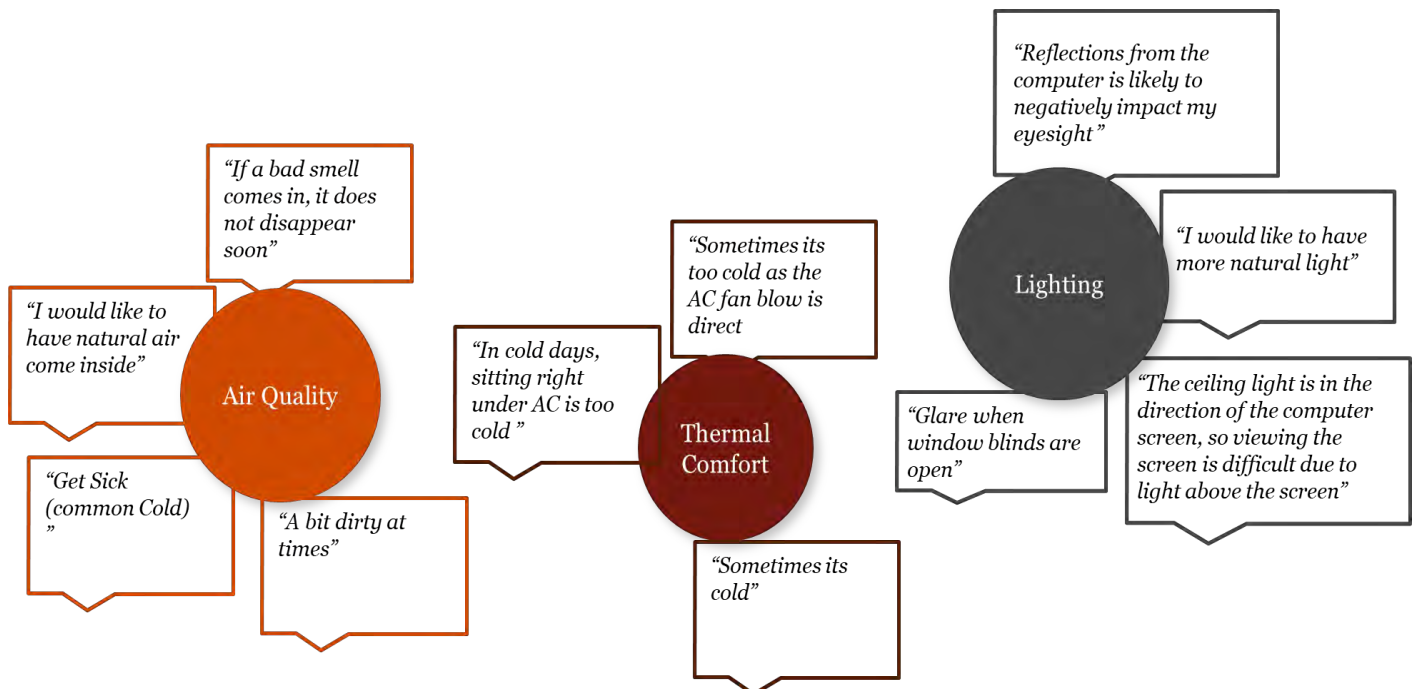 “If a bad smell
comes in, it does
not disappear
soon”
“I would like to
have natural air
come inside”
Air Quality
“Get Sick
(common Cold)
”
“A bit dirty at
times”
“Sometimes its
too cold as the
AC fan blow is
direct
“In cold days,
sitting right
under AC is too
cold ”
Thermal
Comfort
“Sometimes its
cold”
“Reflections from the
computer is likely to
negatively impact my
eyesight”
Lighting
“I would like to have
more natural light”
“Glare when
window blinds are
open”
“The ceiling light is in the
direction of the computer
screen, so viewing the
screen is difficult due to
light above the screen”